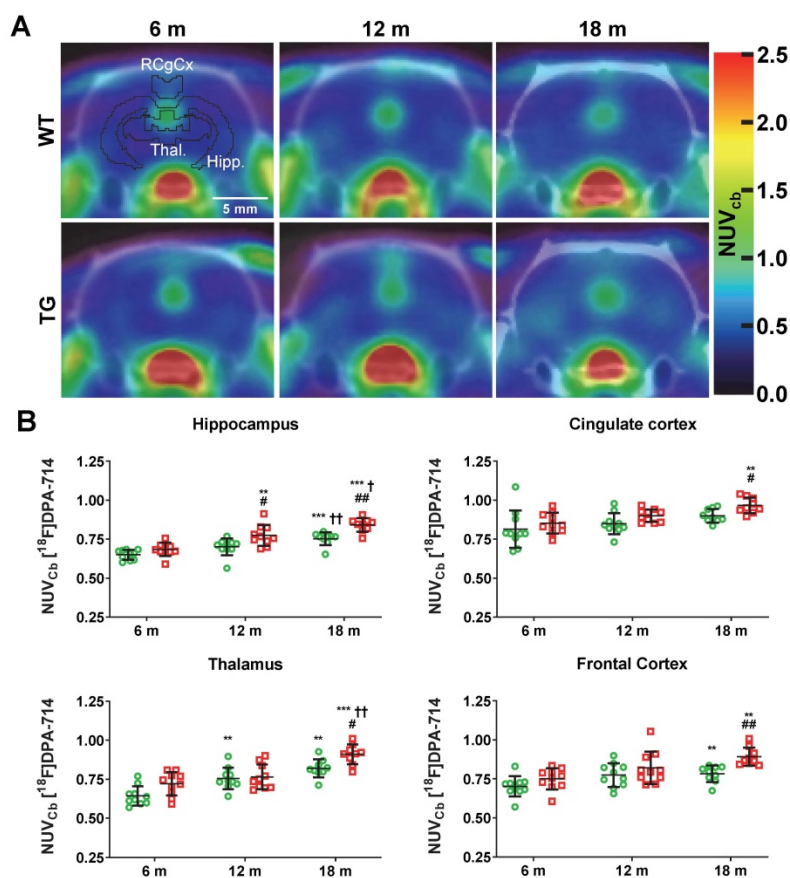 A
6 m 12 m 18 m
WT
RCgCx
Thal.
Hipp.
5 mm
TG
2.5
2.0
1.5
1.0
0.5
0.0
NUVcb
B
Hippocampus
NUVCb [18F]DPA-714
1.25
1.00
0.75
0.50
0.25
**
#
*** ††
*** †
##
6 m 12 m 18 m
Cingulate cortex
NUVCb [18F]DPA-714
1.25
1.00
0.75
0.50
0.25
**
#
6 m 12 m 18 m
Thalamus
NUVCb [18F]DPA-714
1.25
1.00
0.75
0.50
0.25
**
**
*** ††
#
6 m 12 m 18 m
Frontal Cortex
NUVCb [18F]DPA-714
1.25
1.00
0.75
0.50
0.25
**
**
##
6 m 12 m 18 m